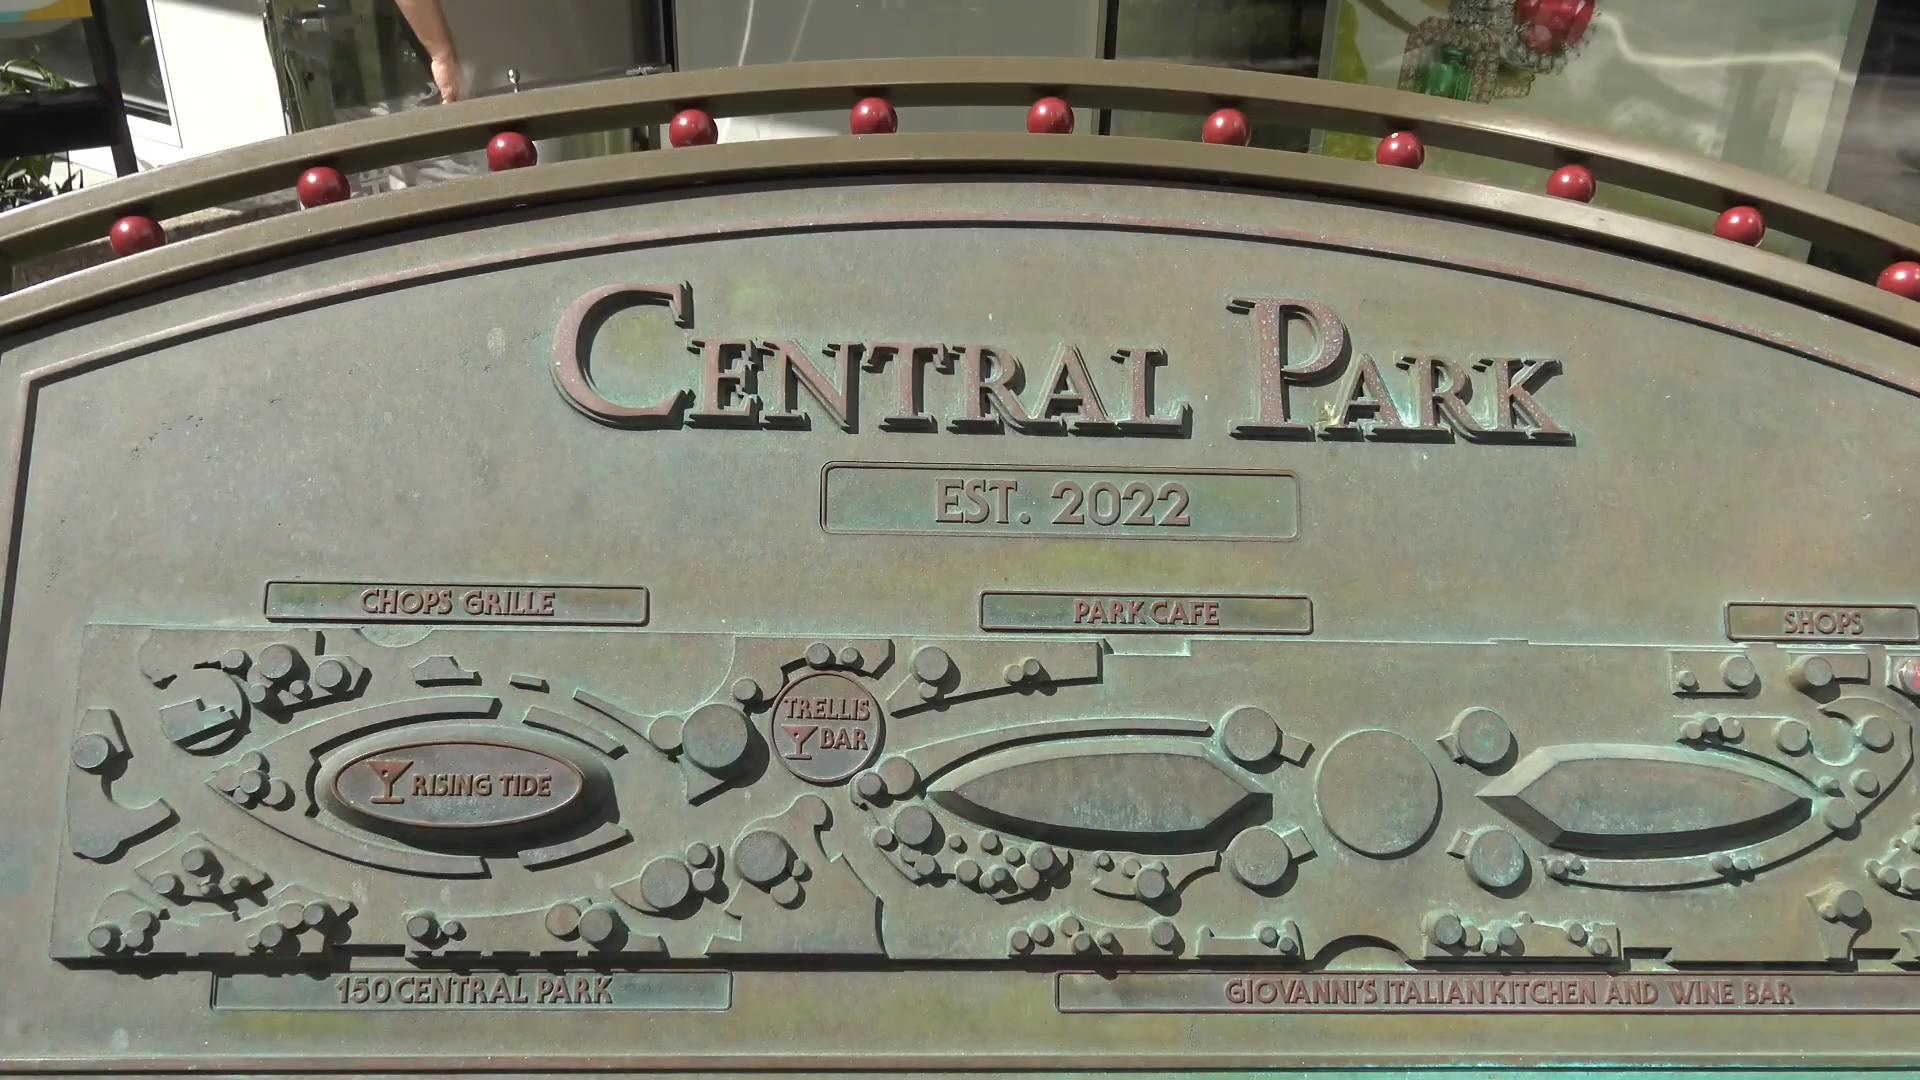 CENTRAL PARK
EST. 2022
CHOPS GRILLE
PARK CAFE
SHOPS
TRELLIS
BAR
RISING TIDE
150 CENTRAL PARK
GIOVANNI'S ITALIAN KITCHEN AND WINE BAR